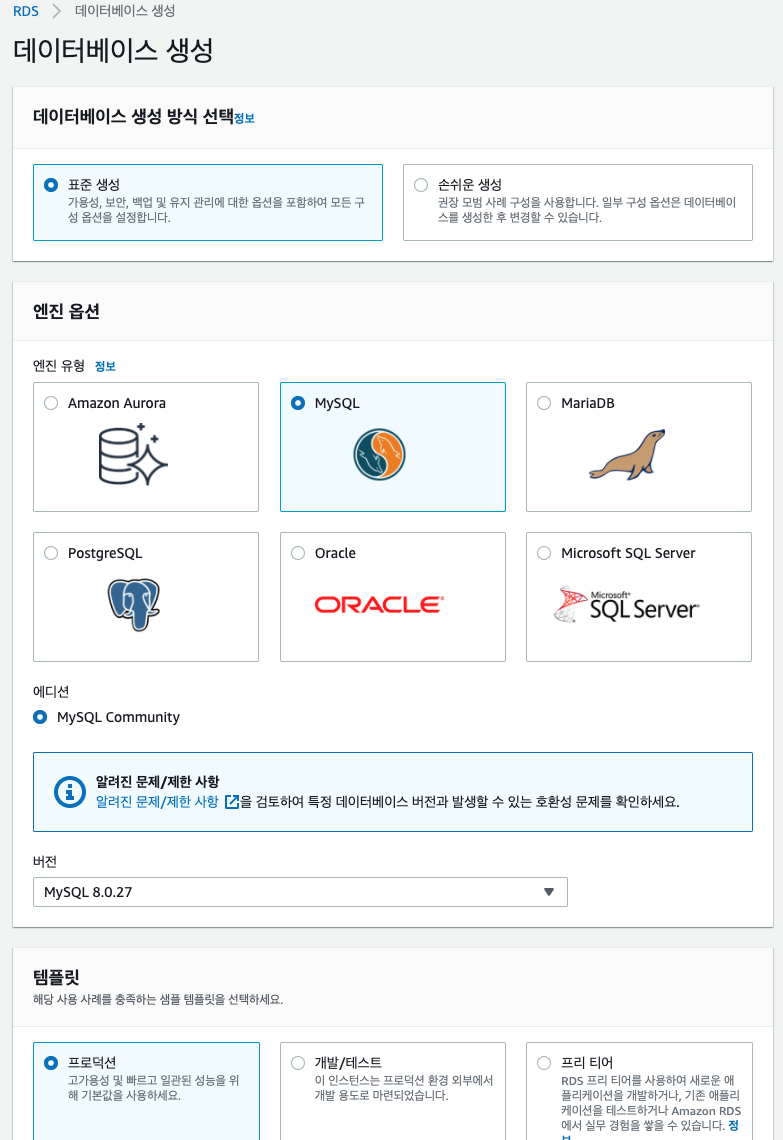 RDS > 데이터베이스 생성
데이터베이스 생성
데이터베이스 생성 방식 선택정보
표준 생성
가용성, 보안, 백업 및 유지 관리에 대한 옵션을 포함하여 모든 구
성 옵션을 설정합니다.
손쉬운 생성
권장 모범 사례 구성을 사용합니다. 일부 구성 옵션은 데이터베이
스를 생성한 후 변경할 수 있습니다.
엔진 옵션
엔진 유형 정보
Amazon Aurora
MySQL
MariaDB
PostgreSQL
Oracle
ORACLE
Microsoft SQL Server
Microsoft®
SQL Server®
에디션
MySQL Community
알려진 문제/제한 사항
알려진 문제/제한 사항 을 검토하여 특정 데이터베이스 버전과 발생할 수 있는 호환성 문제를 확인하세요.
버전
MySQL 8.0.27
템플릿
해당 사용 사례를 충족하는 샘플 템플릿을 선택하세요.
프로덕션
고가용성 및 빠르고 일관된 성능을 위
해 기본값을 사용하세요.
개발/테스트
이 인스턴스는 프로덕션 환경 외부에서
개발 용도로 마련되었습니다.
프리 티어
RDS 프리 티어를 사용하여 새로운 애
플리케이션을 개발하거나, 기존 애플리
케이션을 테스트하거나 Amazon RDS
에서 실무 경험을 쌓을 수 있습니다. 정
보